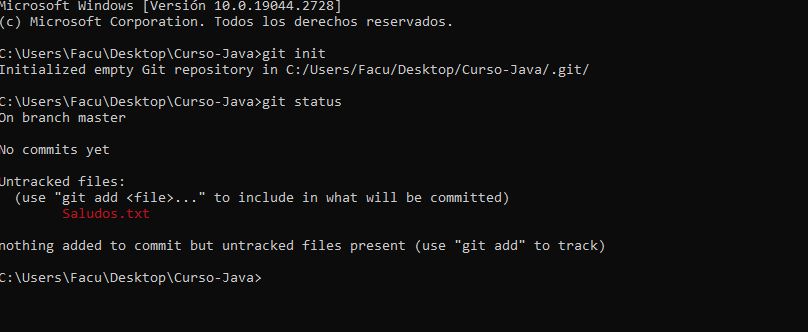 Microsoft Windows [Versión 10.0.19044.2728]
(c) Microsoft Corporation. Todos los derechos reservados.
C:\Users\Facu\Desktop\Curso-Java>git init
Initialized empty Git repository in C:/Users/Facu/Desktop/Curso-Java/.git/
C:\Users\Facu\Desktop\Curso-Java>git status
On branch master
No commits yet
Untracked files:
  (use "git add <file>..." to include in what will be committed)
        Saludos.txt
nothing added to commit but untracked files present (use "git add" to track)
C:\Users\Facu\Desktop\Curso-Java>